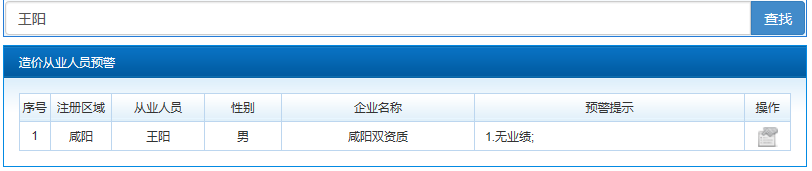 王阳 查找
造价从业人员预警
序号 注册区域 从业人员 性别 企业名称 预警提示 操作
1 咸阳 王阳 男 咸阳双资质 1.无业绩;